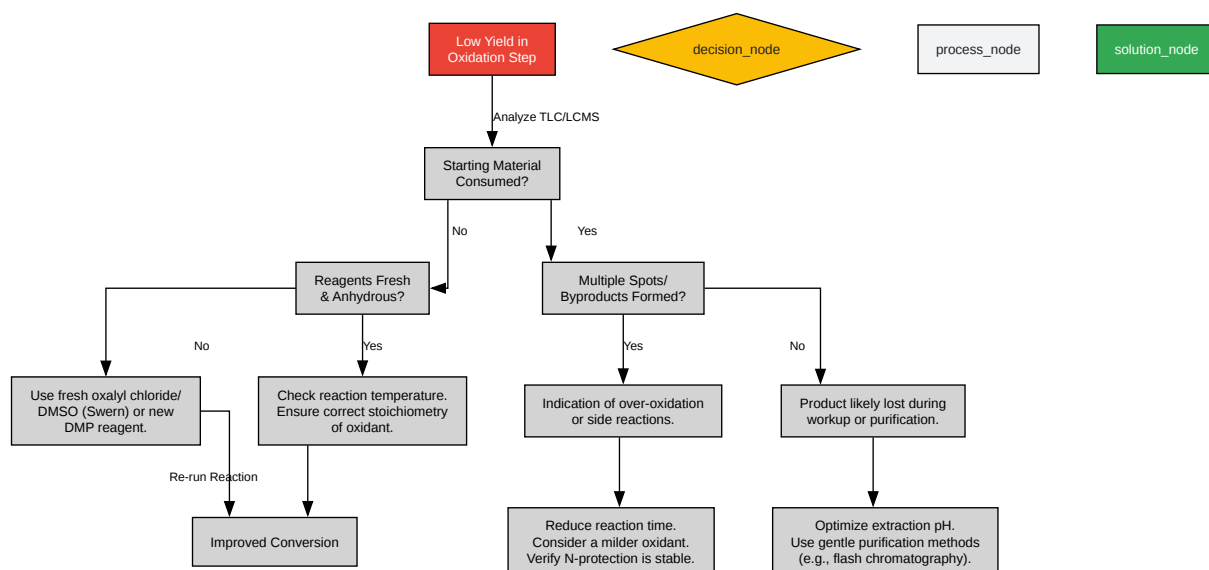 Low Yield in
Oxidation Step
decision_node
process_node
solution_node
Analyze TLC/LCMS
Starting Material
Consumed?
No
Yes
Reagents Fresh
& Anhydrous?
Multiple Spots/
Byproducts Formed?
No
Yes
Yes
No
Use fresh oxalyl chloride/
DMSO (Swern) or new
DMP reagent.
Check reaction temperature.
Ensure correct stoichiometry
of oxidant.
Indication of over-oxidation
or side reactions.
Product likely lost during
workup or purification.
Re-run Reaction
Improved Conversion
Reduce reaction time.
Consider a milder oxidant.
Verify N-protection is stable.
Optimize extraction pH.
Use gentle purification methods
(e.g., flash chromatography).